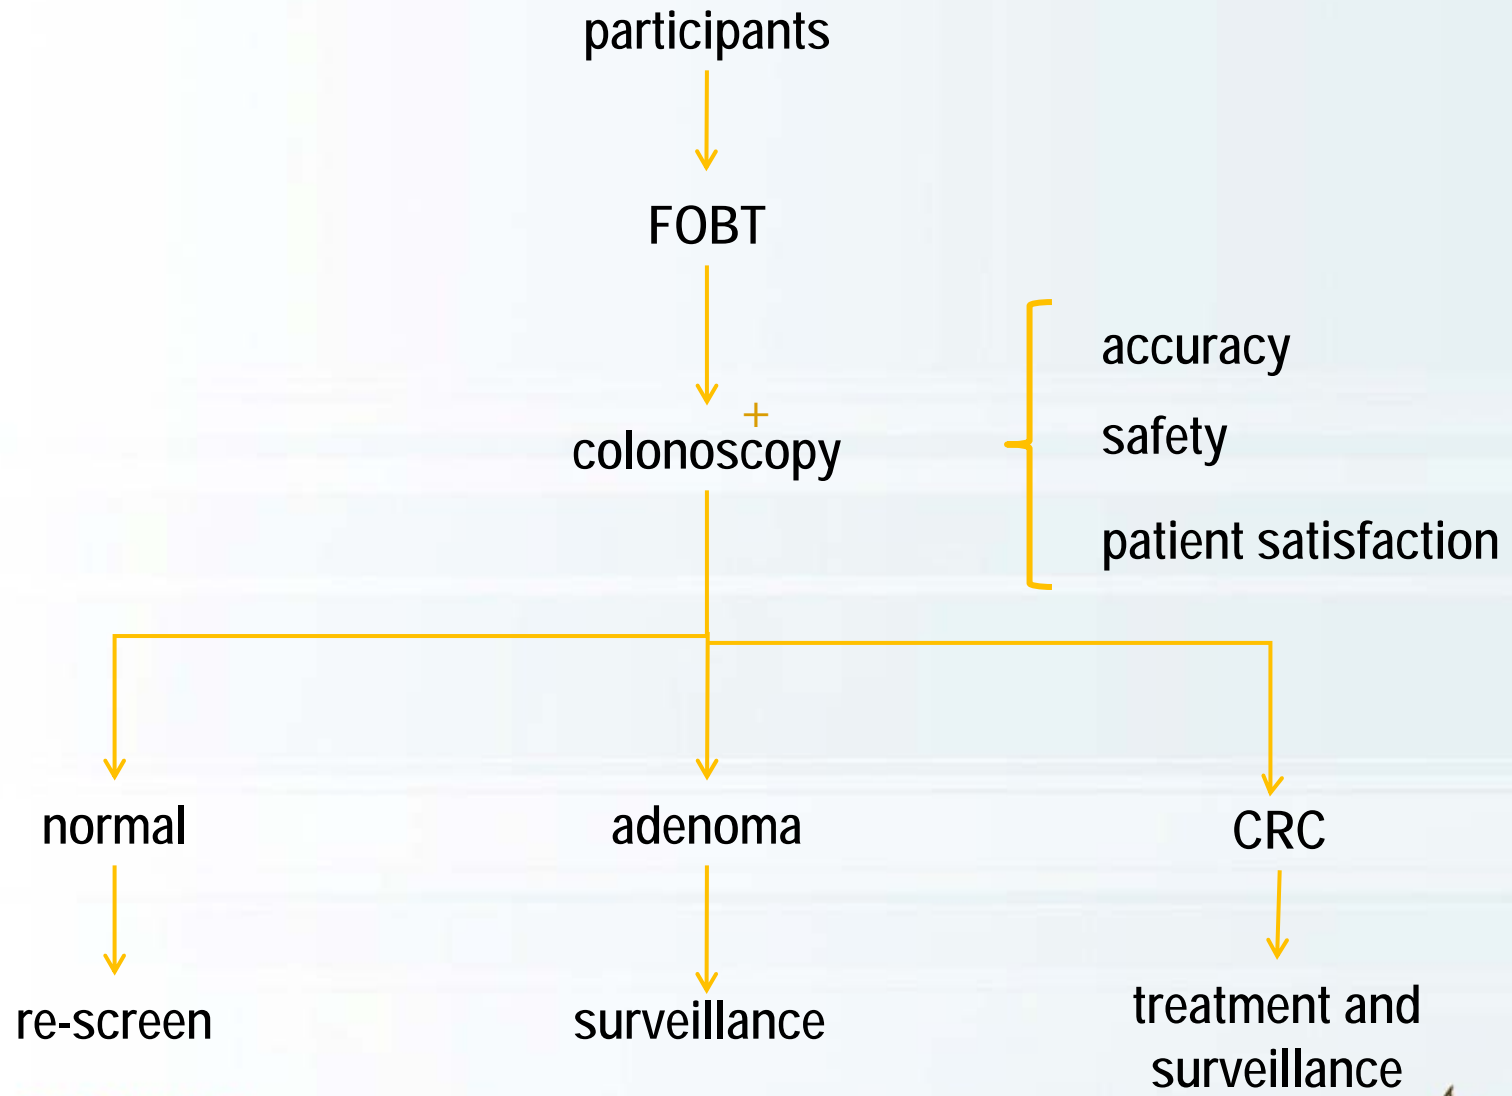 participants
FOBT
accuracy
+
colonoscopy
safety
patient satisfaction
normal
adenoma
CRC
re-screen
surveillance
treatment and
surveillance